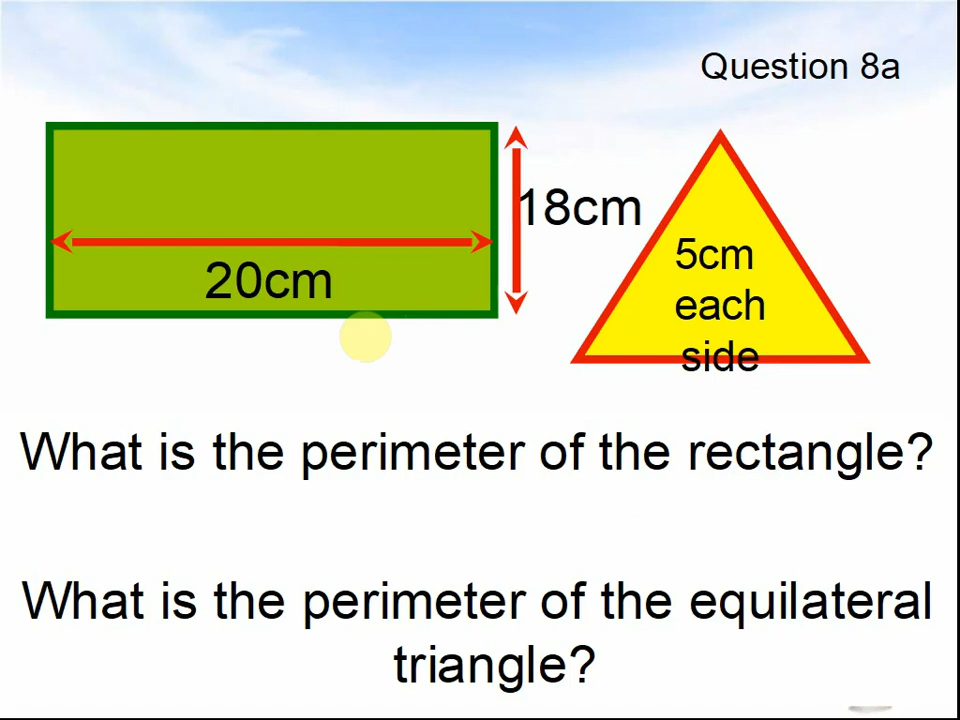 Question 8a
18cm
20cm
5cm
each
side
What is the perimeter of the rectangle?
What is the perimeter of the equilateral
triangle?